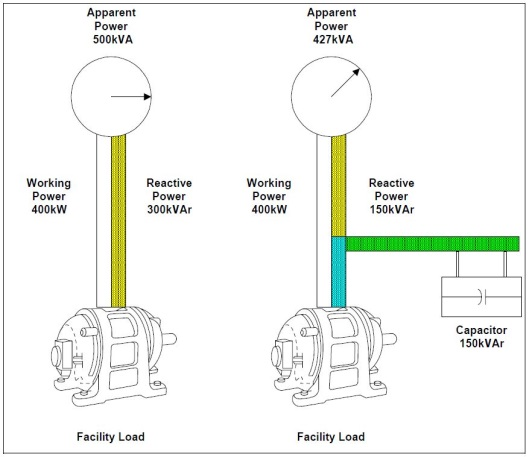 Apparent
Power
500kVA
Working
Power
400kW
Reactive
Power
300kVAr
Facility Load
Apparent
Power
427kVA
Working
Power
400kW
Reactive
Power
150kVAr
Capacitor
150kVAr
Facility Load